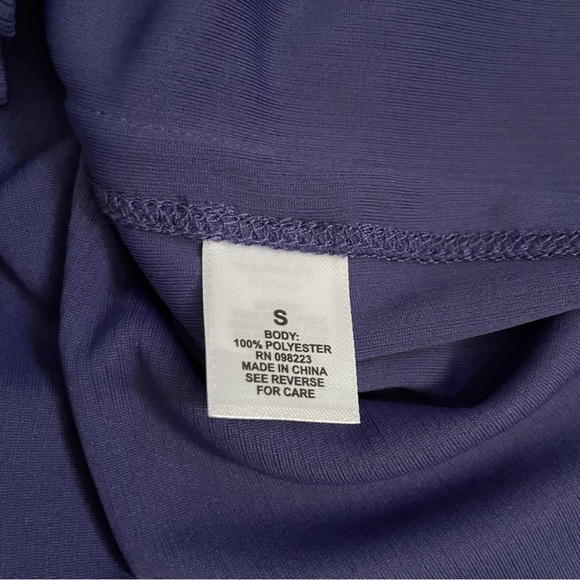 S
BODY:
100% POLYESTER
RN 098223
MADE IN CHINA
SEE REVERSE
FOR CARE